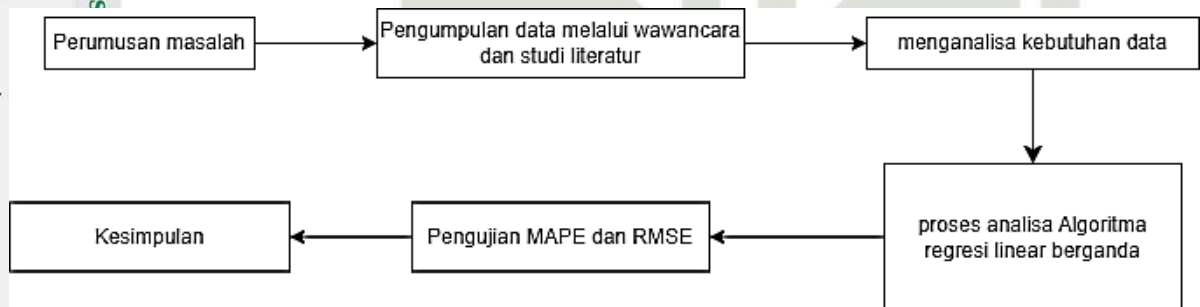 Perumusan masalah
Pengumpulan data melalui wawancara
dan studi literatur
menganalisa kebutuhan data
proses analisa Algoritma
regresi linear berganda
Pengujian MAPE dan RMSE
Kesimpulan